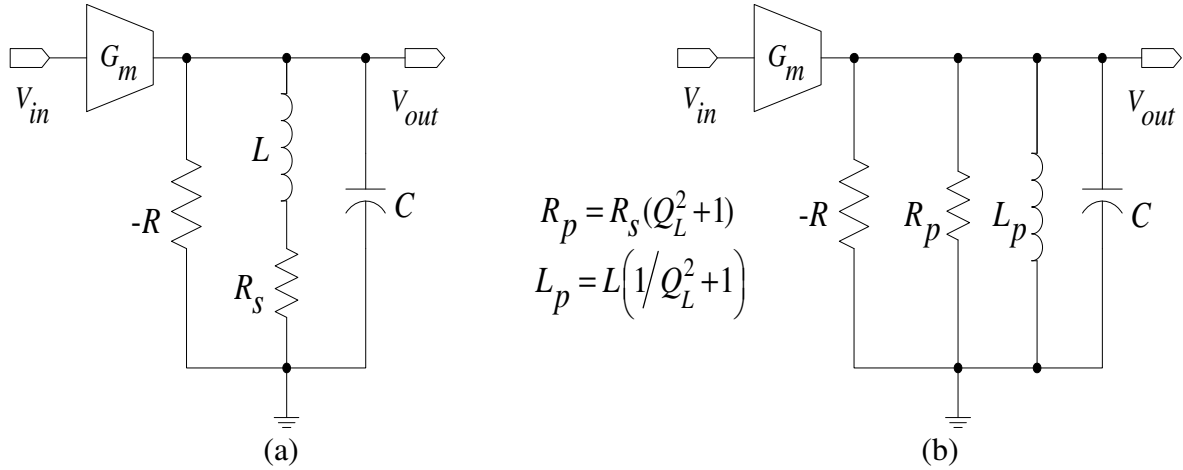 G_m
V_in
V_out
L
-R
C
R_s
(a)
R_p = R_s(Q_L^2+1)
L_p = L(1/Q_L^2+1)
G_m
V_in
V_out
-R
R_p
L_p
C
(b)